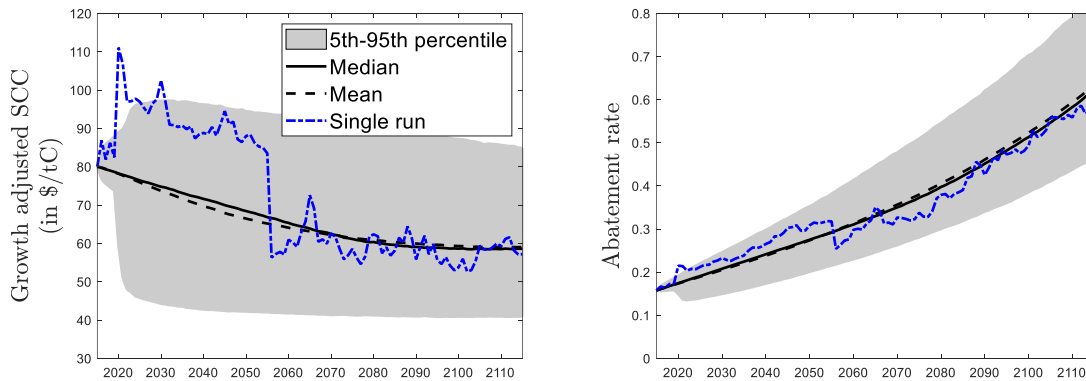 Growth adjusted SCC
(in $/tC)
120
110
100
90
80
70
60
50
40
30
5th-95th percentile
Median
Mean
Single run
2020 2030 2040 2050 2060 2070 2080 2090 2100 2110
Abatement rate
0.8
0.7
0.6
0.5
0.4
0.3
0.2
0.1
0
2020 2030 2040 2050 2060 2070 2080 2090 2100 2110